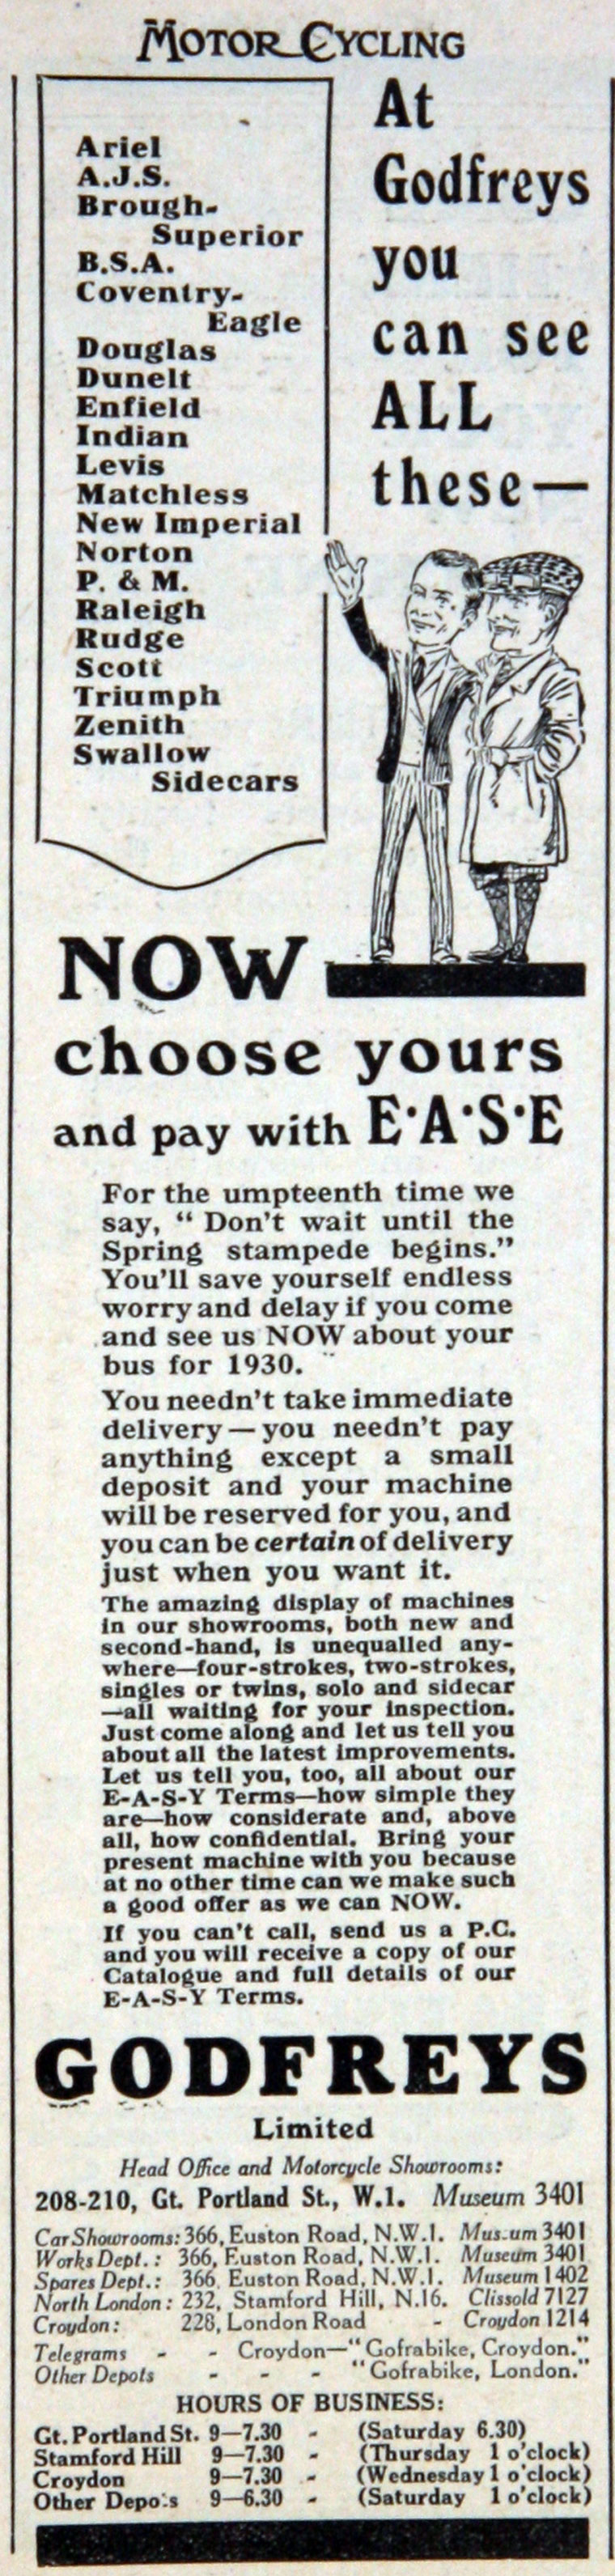 MOTOR CYCLING
Ariel
A.J.S.
Brough-
Superior
B.S.A.
Coventry-
Eagle
Douglas
Dunelt
Enfield
Indian
Levis
Matchless
New Imperial
Norton
P. & M.
Raleigh
Rudge
Scott
Triumph
Zenith
Swallow
Sidecars
At
Godfreys
you
can see
ALL
these—
NOW
choose yours
and pay with E·A·S·E
For the umpteenth time we
say, “ Don't wait until the
Spring stampede begins.”
You'll save yourself endless
worry and delay if you come
and see us NOW about your
bus for 1930.
You needn't take immediate
delivery—you needn't pay
anything except a small
deposit and your machine
will be reserved for you, and
you can be certain of delivery
just when you want it.
The amazing display of machines
in our showrooms, both new and
second-hand, is unequalled any-
where—four-strokes, two-strokes,
singles or twins, solo and sidecar
—all waiting for your inspection.
Just come along and let us tell you
about all the latest improvements.
Let us tell you, too, all about our
E-A-S-Y Terms—how simple they
are—how considerate and, above
all, how confidential. Bring your
present machine with you because
at no other time can we make such
a good offer as we can NOW.
If you can't call, send us a P.C.
and you will receive a copy of our
Catalogue and full details of our
E-A-S-Y Terms.
GODFREYS
Limited
Head Office and Motorcycle Showrooms:
208-210, Gt. Portland St., W.1. Museum 3401
Car Showrooms: 366, Euston Road, N.W.1. Mus.um 3401
Works Dept. : 366, Euston Road, N.W.1. Museum 3401
Spares Dept.: 366, Euston Road, N.W.1. Museum 1402
North London : 232, Stamford Hill, N.16. Clissold 7127
Croydon : 228, London Road - Croydon 1214
Telegrams - - Croydon—“ Gofrabike, Croydon.”
Other Depots - - - “ Gofrabike, London.”
HOURS OF BUSINESS:
Gt. Portland St. 9—7.30 - (Saturday 6.30)
Stamford Hill 9—7.30 - (Thursday 1 o'clock)
Croydon 9—7.30 - (Wednesday 1 o'clock)
Other Depo.s 9—6.30 - (Saturday 1 o'clock)